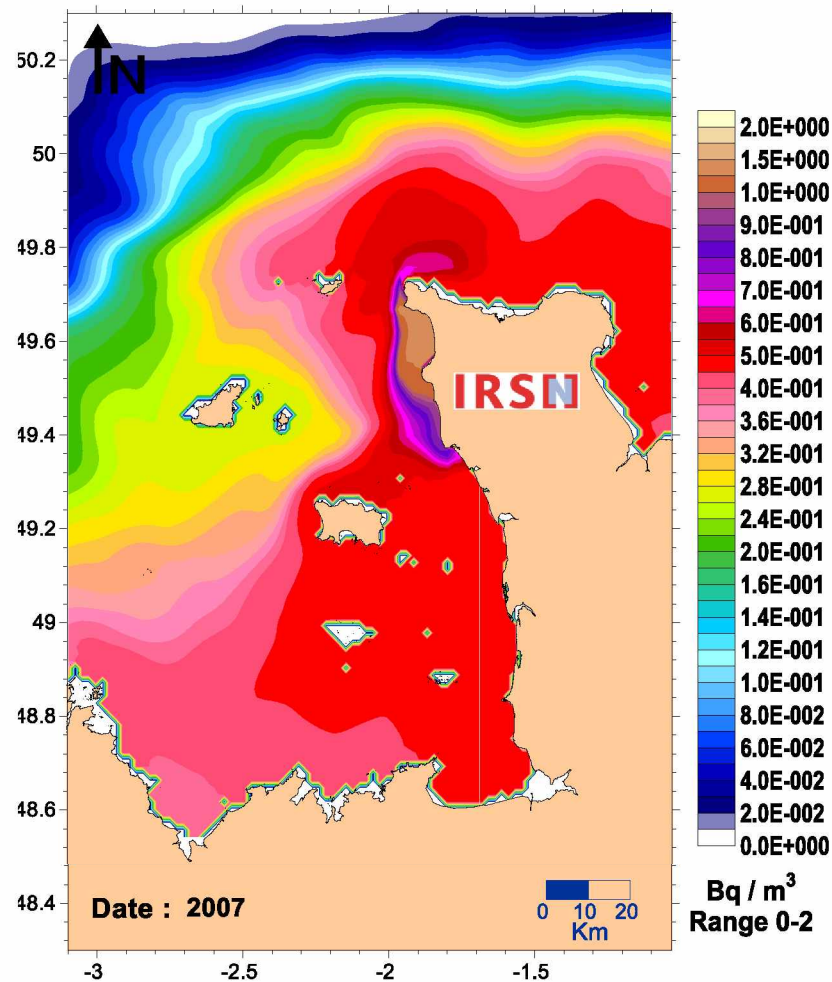 N
50.2
50
49.8
49.6
49.4
49.2
49
48.8
48.6
48.4
-3
-2.5
-2
-1.5
IRSN
Date : 2007
0 10 20
Km
2.0E+000
1.5E+000
1.0E+000
9.0E-001
8.0E-001
7.0E-001
6.0E-001
5.0E-001
4.0E-001
3.6E-001
3.2E-001
2.8E-001
2.4E-001
2.0E-001
1.6E-001
1.2E-001
1.0E-001
8.0E-002
6.0E-002
4.0E-002
2.0E-002
0.0E+000
Bq / m³
Range 0-2